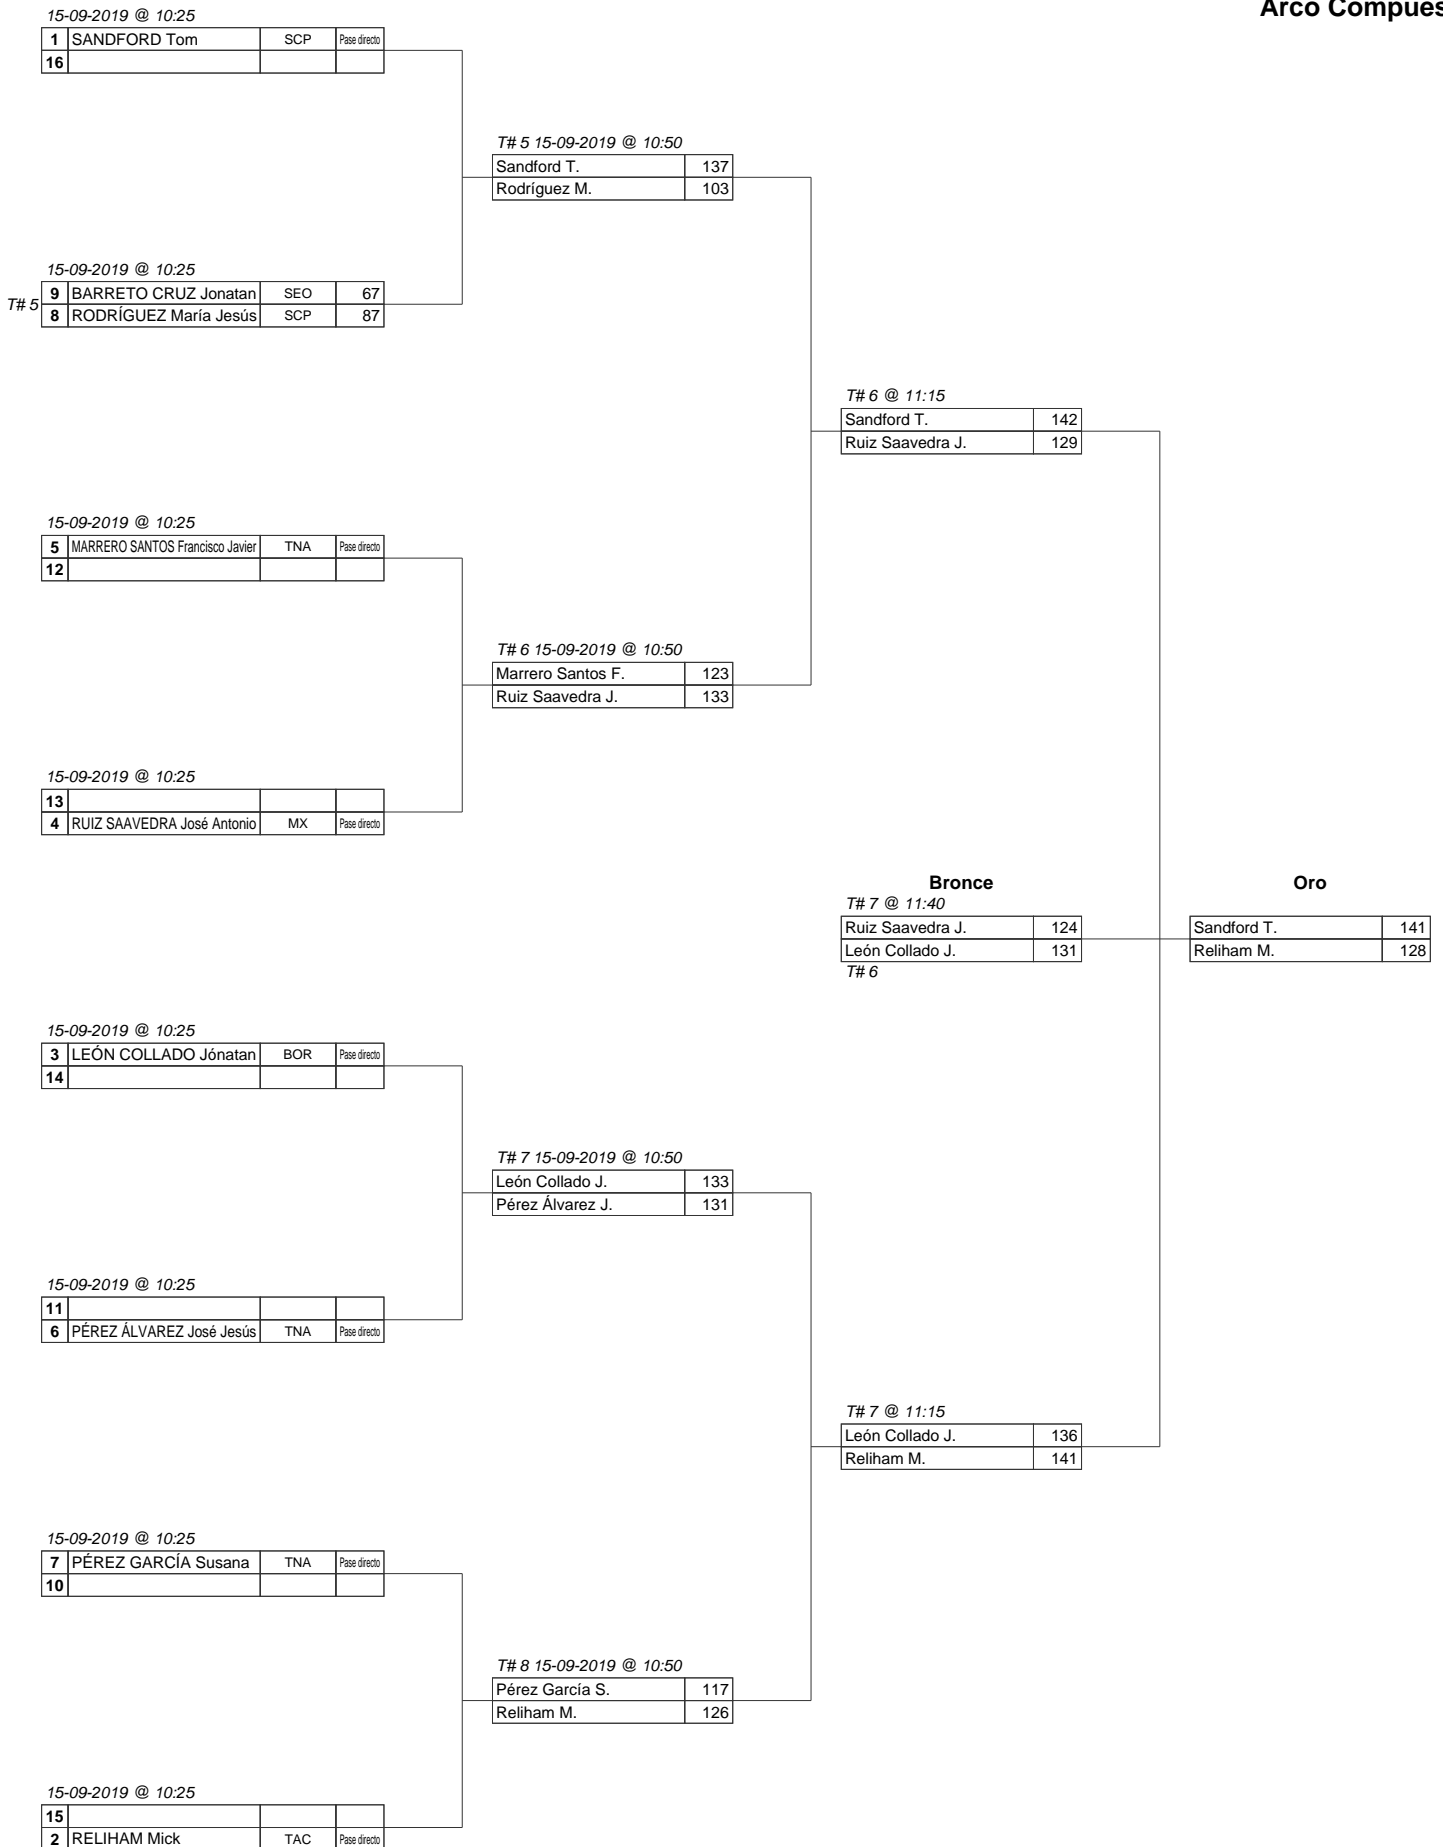 Arco Compues
15-09-2019 @ 10:25
1 SANDFORD Tom SCP Pase directo
16
T# 5 15-09-2019 @ 10:50
Sandford T. 137
Rodríguez M. 103
15-09-2019 @ 10:25
T# 5
9 BARRETO CRUZ Jonatan SEO 67
8 RODRÍGUEZ María Jesús SCP 87
T# 6 @ 11:15
Sandford T. 142
Ruiz Saavedra J. 129
15-09-2019 @ 10:25
5 MARRERO SANTOS Francisco Javier TNA Pase directo
12
T# 6 15-09-2019 @ 10:50
Marrero Santos F. 123
Ruiz Saavedra J. 133
15-09-2019 @ 10:25
13
4 RUIZ SAAVEDRA José Antonio MX Pase directo
Bronce Oro
T# 7 @ 11:40
Ruiz Saavedra J. 124 Sandford T. 141
León Collado J. 131 Reliham M. 128
T# 6
15-09-2019 @ 10:25
3 LEÓN COLLADO Jónatan BOR Pase directo
14
T# 7 15-09-2019 @ 10:50
León Collado J. 133
Pérez Álvarez J. 131
15-09-2019 @ 10:25
11
6 PÉREZ ÁLVAREZ José Jesús TNA Pase directo
T# 7 @ 11:15
León Collado J. 136
Reliham M. 141
15-09-2019 @ 10:25
7 PÉREZ GARCÍA Susana TNA Pase directo
10
T# 8 15-09-2019 @ 10:50
Pérez García S. 117
Reliham M. 126
15-09-2019 @ 10:25
15
2 RELIHAM Mick TAC Pase directo